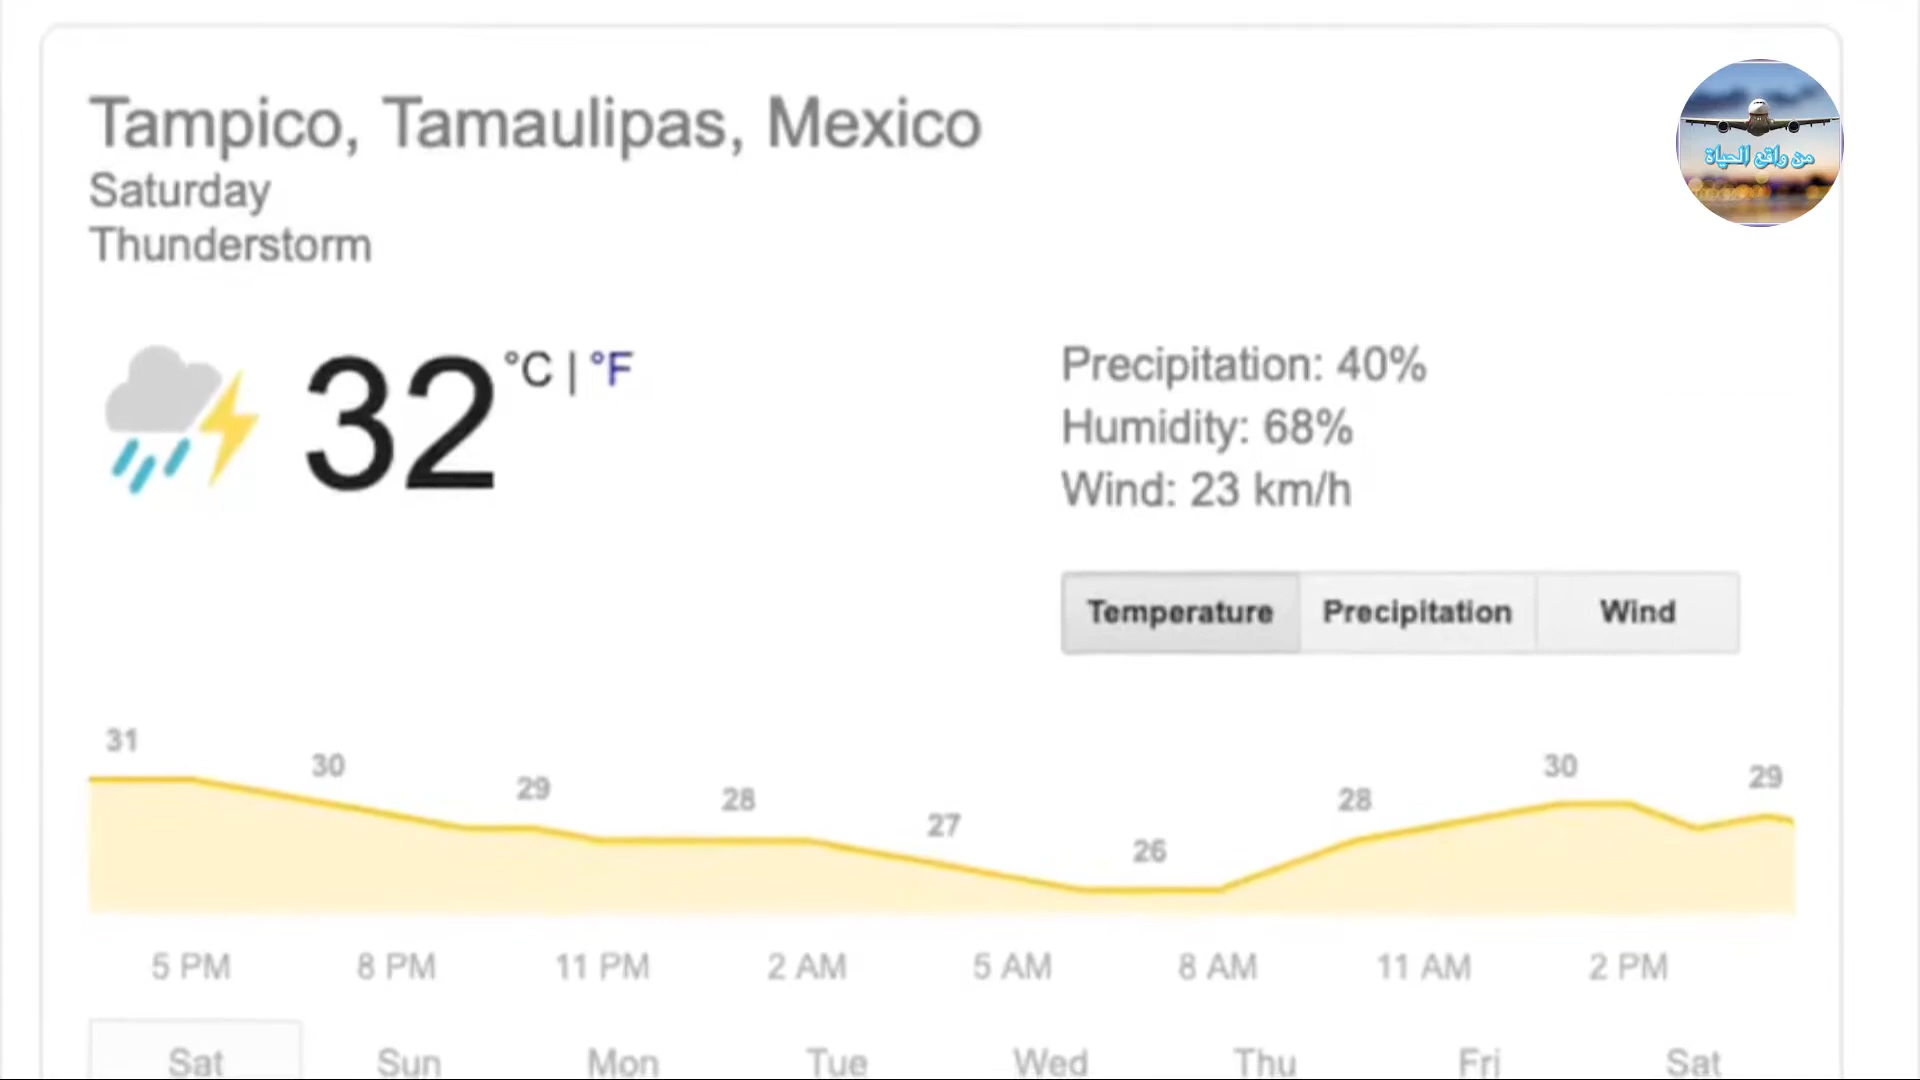 Tampico, Tamaulipas, Mexico
Saturday
Thunderstorm
من واقع الحياة
32 °C | °F
Precipitation: 40%
Humidity: 68%
Wind: 23 km/h
Temperature Precipitation Wind
31 30 29 28 27 26 28 30 29
5 PM 8 PM 11 PM 2 AM 5 AM 8 AM 11 AM 2 PM
Sat Sun Mon Tue Wed Thu Fri Sat